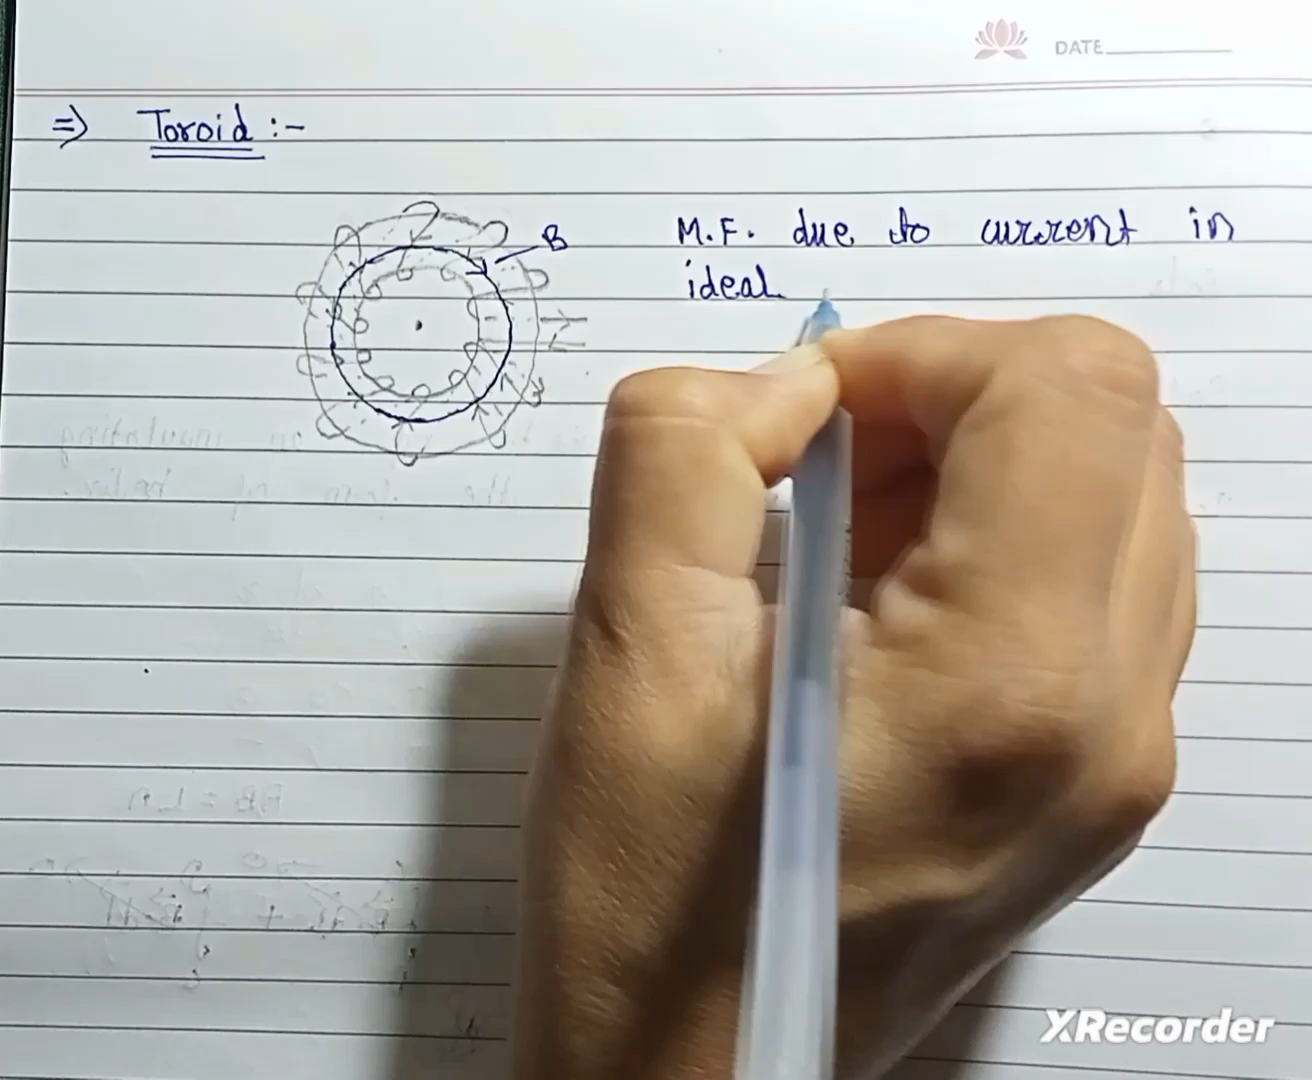 DATE
⇒ Toroid :-
B
M.F. due to current in
ideal
XRecorder